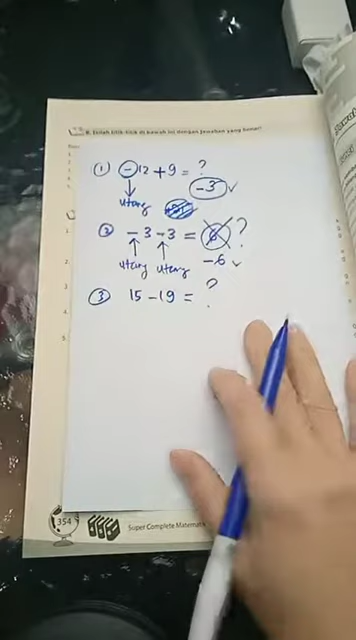 B. Isilah titik-titik di bawah ini dengan jawaban yang benar!
① -12 + 9 = ?
utang
-3 ✓
② -3 -3 = 6 ?
utang utang
-6 ✓
③ 15 - 19 = ?
354
Super Complete Matematika